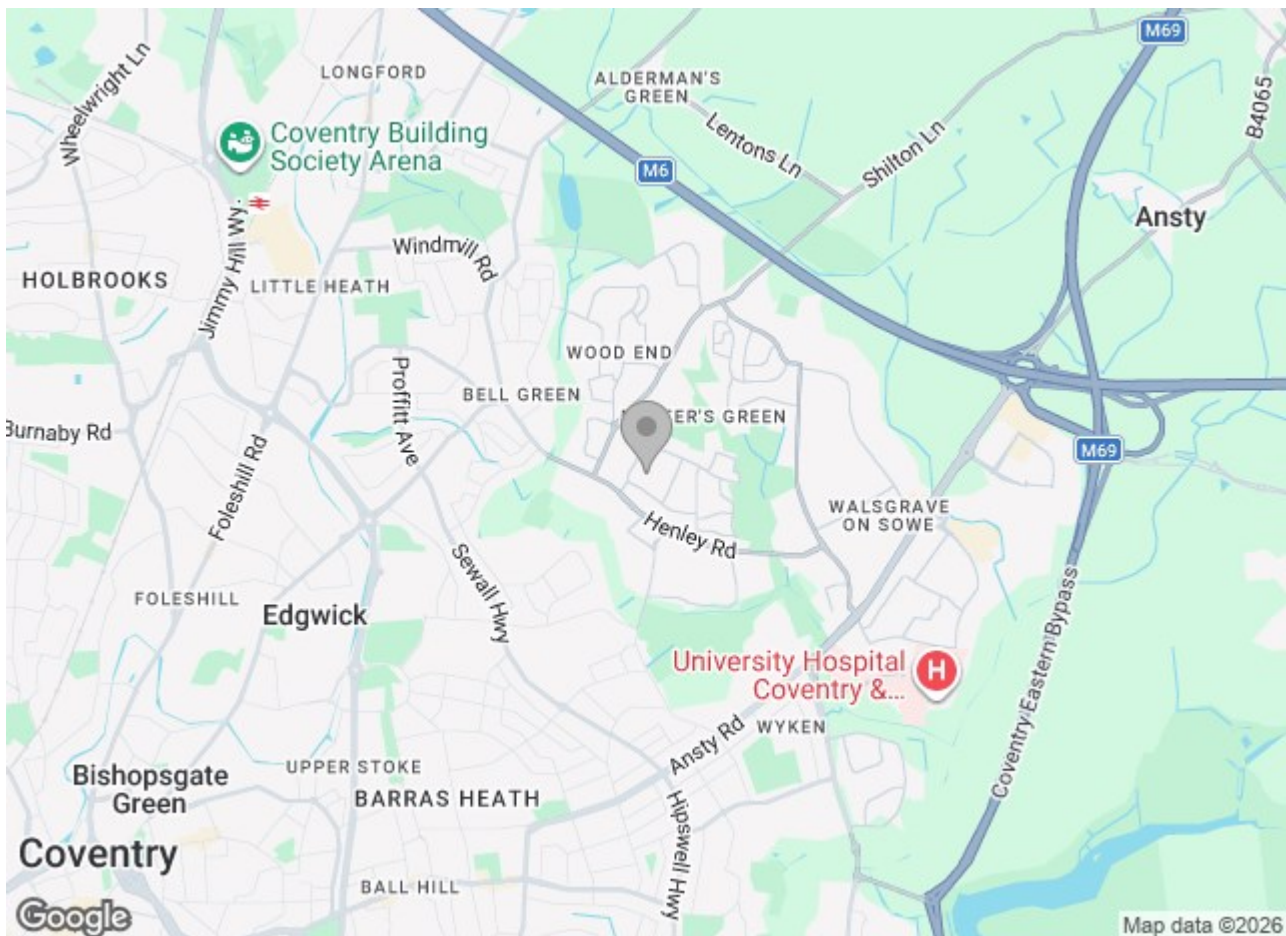 M69
LONGFORD
ALDERMAN'S
GREEN
Wheelwright Ln
B4065
Coventry Building
Society Arena
Lentons Ln
Shilton Ln
M6
Ansty
Windmill Rd
HOLBROOKS
Jimmy Hill Wy.
LITTLE HEATH
WOOD END
Proffitt Ave
BELL GREEN
GREEN
Burnaby Rd
M69
Foleshill Rd
WALSGRAVE
ON SOWE
Henley Rd
Sewall Hwy
FOLESHILL
Edgwick
Coventry Eastern Bypass
University Hospital
Coventry &...
H
Ansty Rd
WYKEN
Bishopsgate
Green
UPPER STOKE
BARRAS HEATH
Hipswell Hwy
Coventry
BALL HILL
Google
Map data ©2026